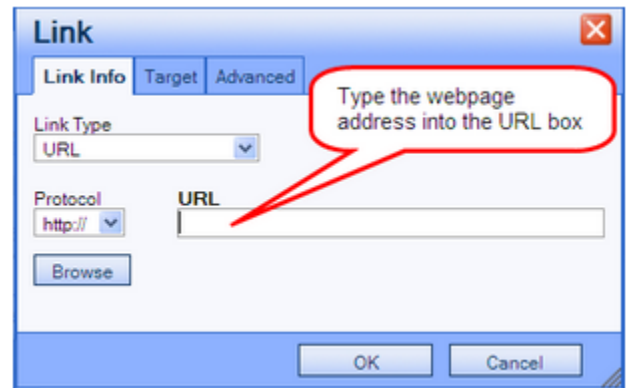 Link
Link Info Target Advanced
Type the webpage
address into the URL box
Link Type
URL
Protocol URL
http://
Browse
OK Cancel